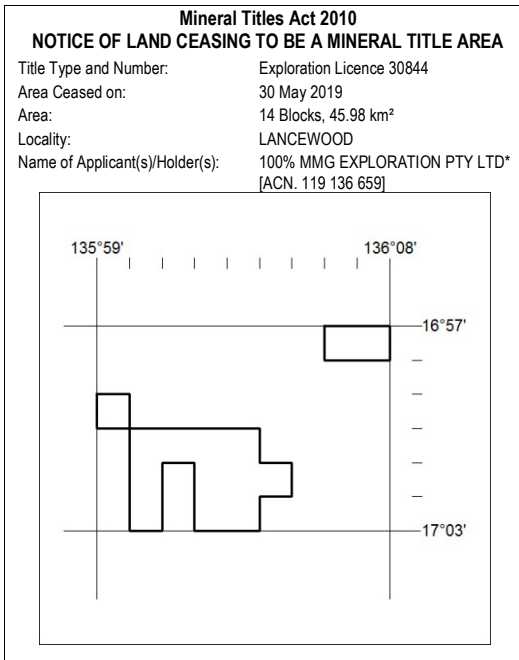 Mineral Titles Act 2010
NOTICE OF LAND CEASING TO BE A MINERAL TITLE AREA
Title Type and Number: Exploration Licence 30844
Area Ceased on: 30 May 2019
Area: 14 Blocks, 45.98 km²
Locality: LANCEWOOD
Name of Applicant(s)/Holder(s): 100% MMG EXPLORATION PTY LTD*
[ACN. 119 136 659]
135°59' 136°08'
16°57'
17°03'